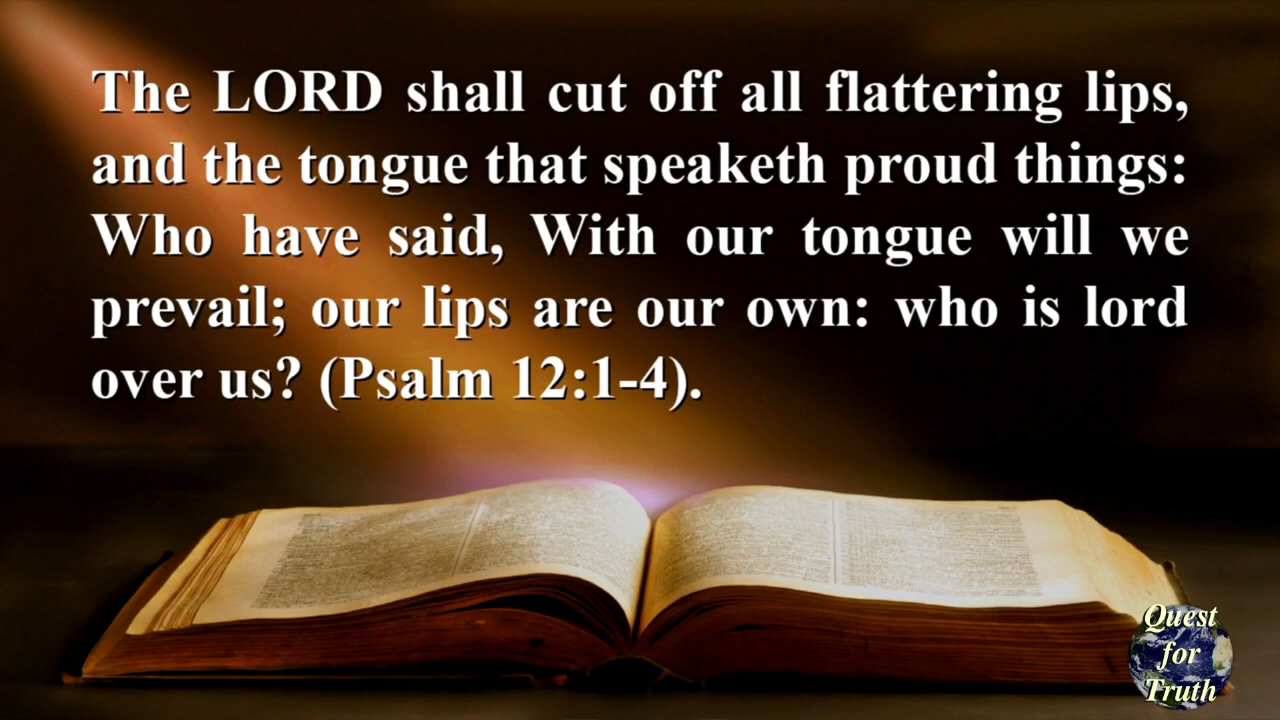 The LORD shall cut off all flattering lips,
and the tongue that speaketh proud things:
Who have said, With our tongue will we
prevail; our lips are our own: who is lord
over us? (Psalm 12:1-4).
Quest
for
Truth